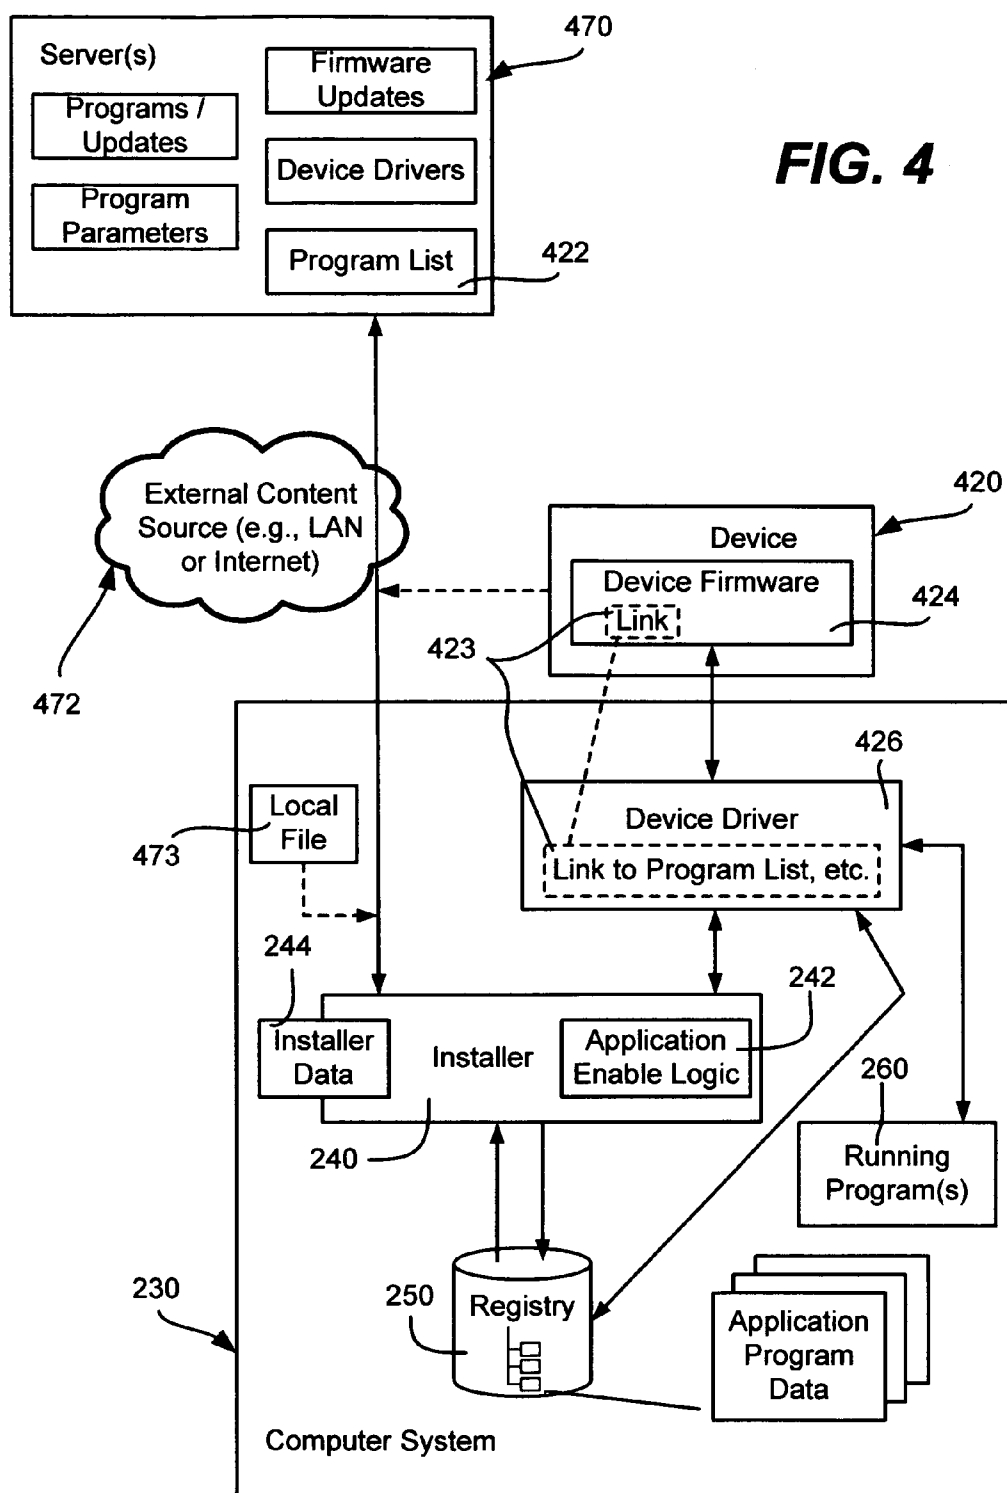 470
Server(s)
Firmware
Updates
Programs /
Updates
Device Drivers
Program
Parameters
Program List
422
FIG. 4
External Content
Source (e.g., LAN
or Internet)
472
420
Device
Device Firmware
Link
424
423
426
Local
File
473
Device Driver
Link to Program List, etc.
244
242
Installer
Data
Installer
Application
Enable Logic
240
260
Running
Program(s)
230
250
Registry
Application
Program
Data
Computer System